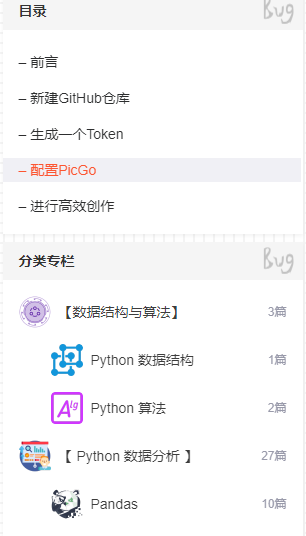 目录
Bug
– 前言
– 新建GitHub仓库
– 生成一个Token
– 配置PicGo
– 进行高效创作
分类专栏
Bug
【数据结构与算法】 3篇
Python 数据结构 1篇
Alg
Python 算法 2篇
【 Python 数据分析 】 27篇
Pandas 10篇